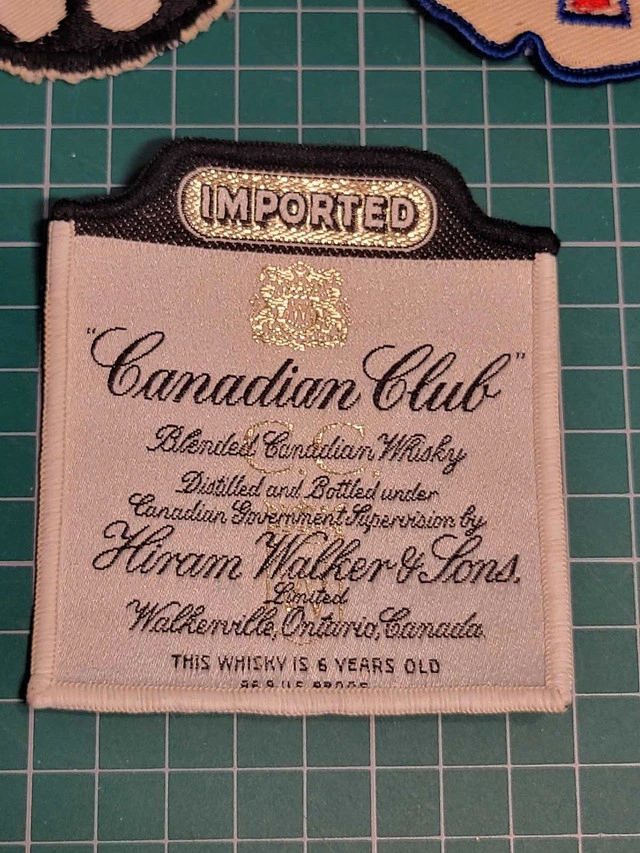 IMPORTED
"Canadian Club"
C.C.
Blended Canadian Whisky
Distilled and Bottled under
Canadian Government Supervision by
Hiram Walker & Sons.
Limited
Walkerville, Ontario, Canada
THIS WHISKY IS 6 YEARS OLD